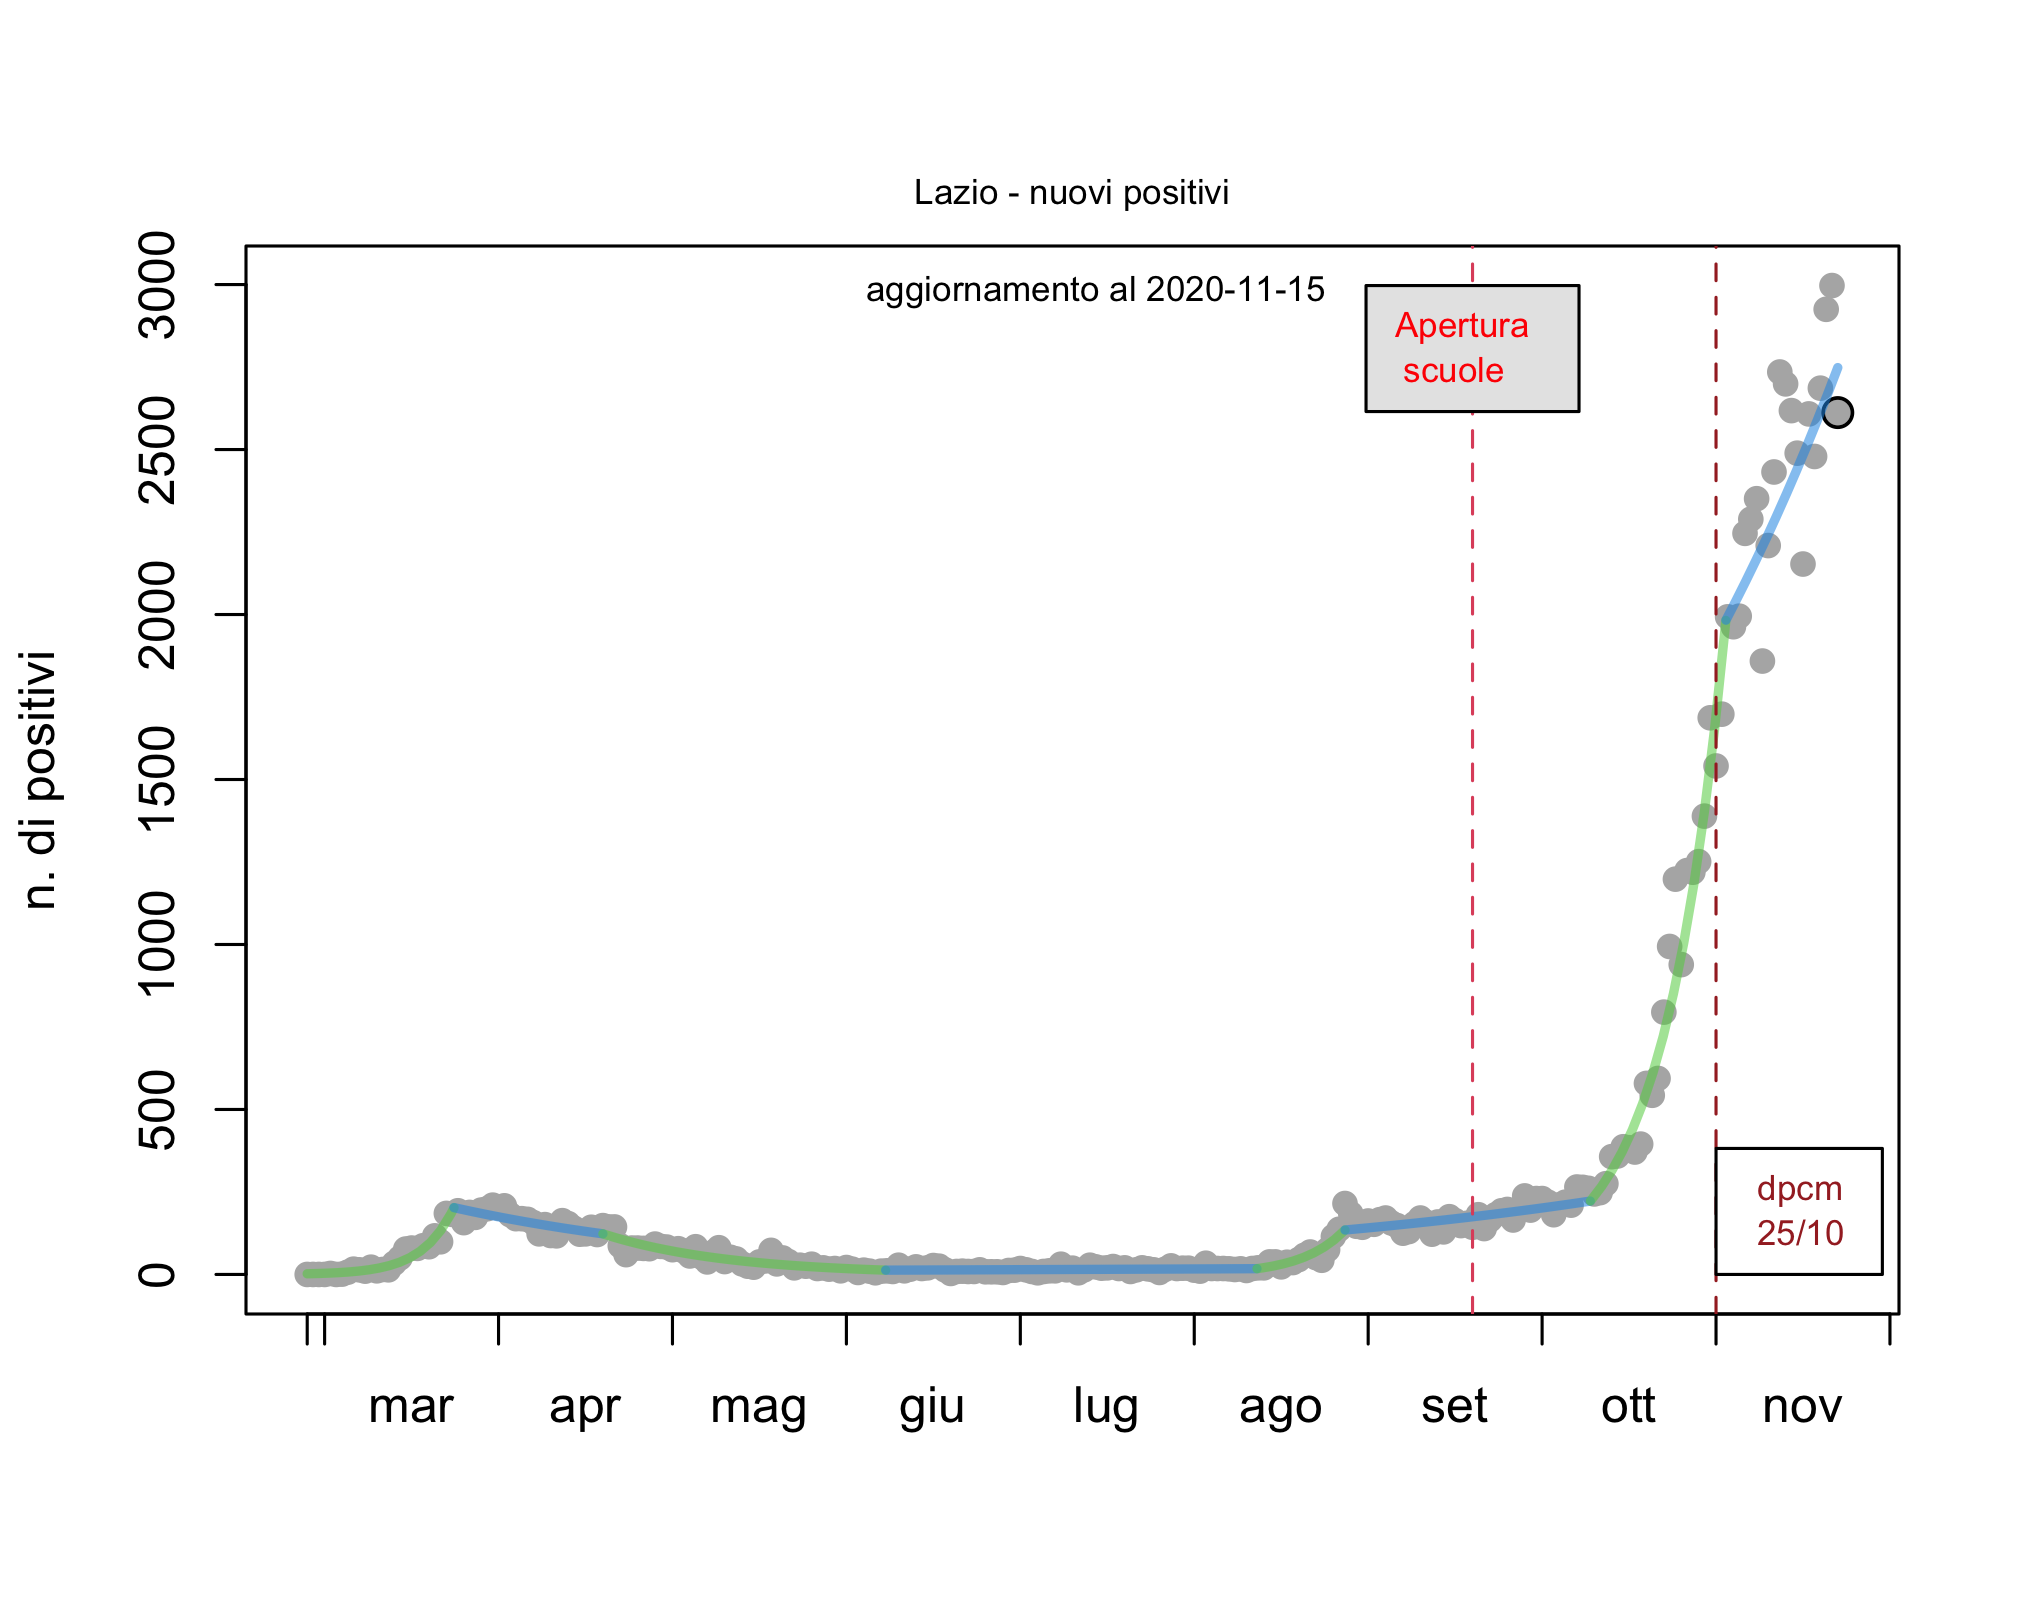 Lazio - nuovi positivi
aggiornamento al 2020-11-15
Apertura
scuole
n. di positivi
3000
2500
2000
1500
1000
500
0
dpcm
25/10
mar apr mag giu lug ago set ott nov